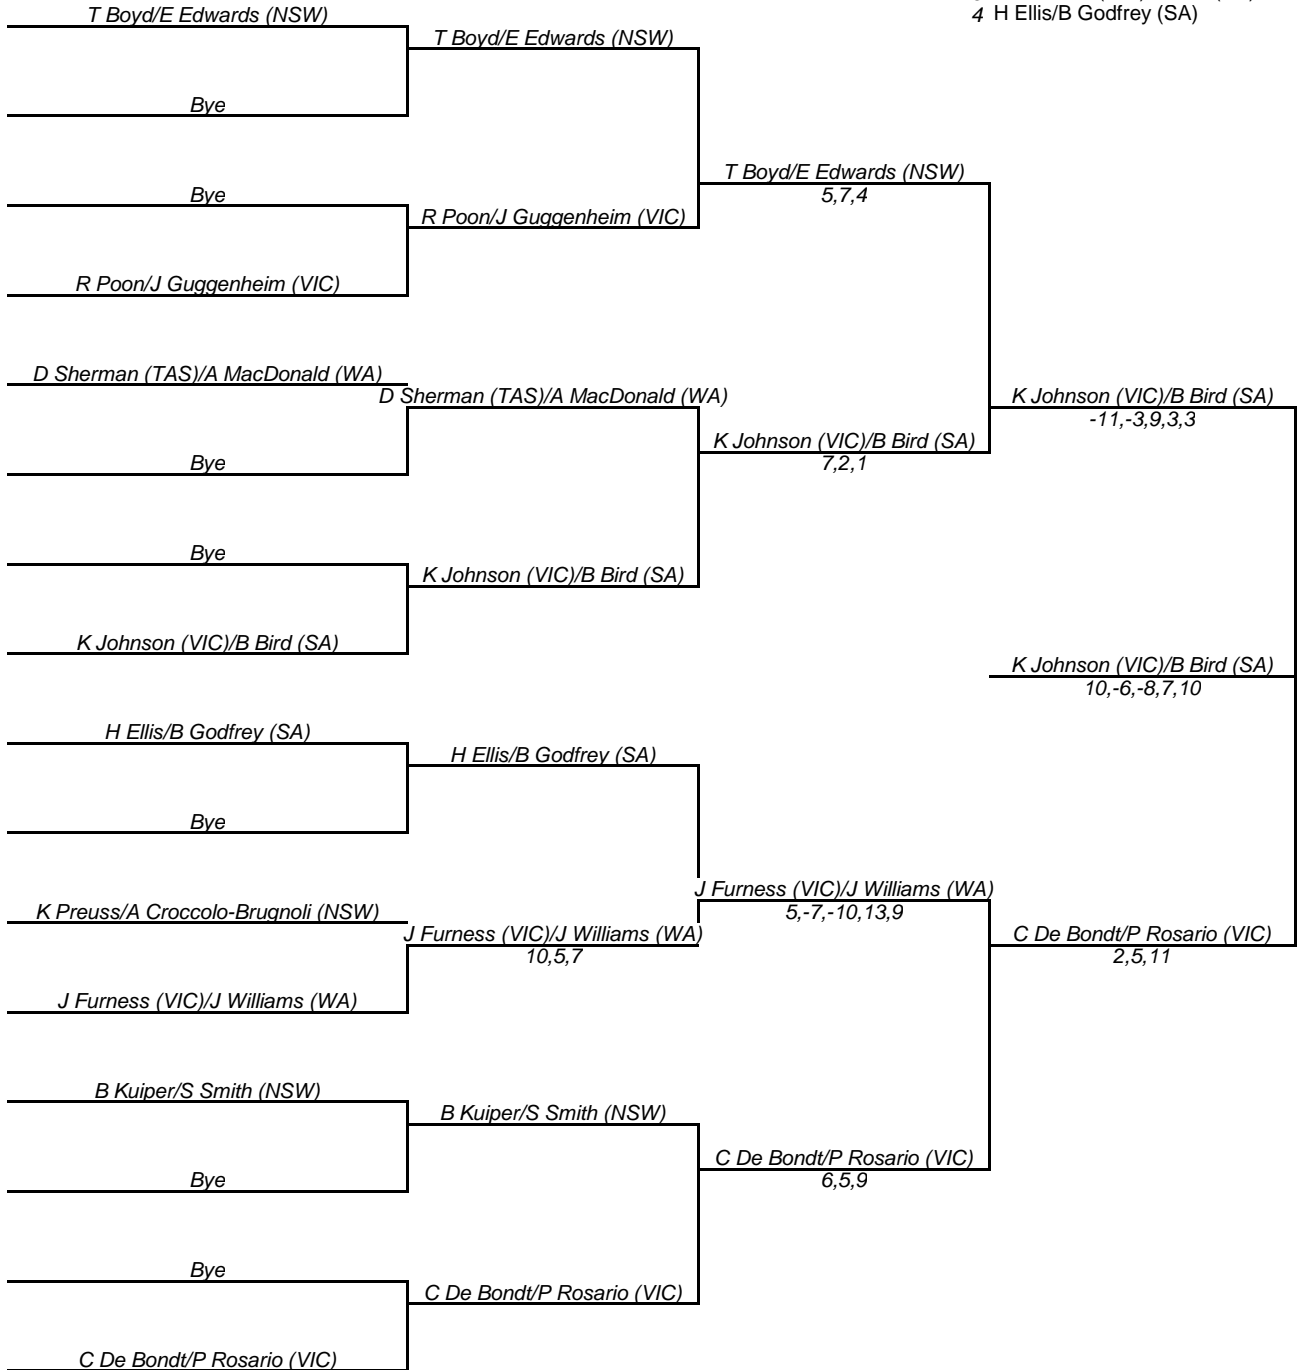 4 H Ellis/B Godfrey (SA)
T Boyd/E Edwards (NSW)
T Boyd/E Edwards (NSW)
Bye
T Boyd/E Edwards (NSW)
5,7,4
Bye
R Poon/J Guggenheim (VIC)
R Poon/J Guggenheim (VIC)
D Sherman (TAS)/A MacDonald (WA)
D Sherman (TAS)/A MacDonald (WA)
K Johnson (VIC)/B Bird (SA)
-11,-3,9,3,3
K Johnson (VIC)/B Bird (SA)
7,2,1
Bye
Bye
K Johnson (VIC)/B Bird (SA)
K Johnson (VIC)/B Bird (SA)
K Johnson (VIC)/B Bird (SA)
10,-6,-8,7,10
H Ellis/B Godfrey (SA)
H Ellis/B Godfrey (SA)
Bye
J Furness (VIC)/J Williams (WA)
5,-7,-10,13,9
K Preuss/A Croccolo-Brugnoli (NSW)
J Furness (VIC)/J Williams (WA)
10,5,7
C De Bondt/P Rosario (VIC)
2,5,11
J Furness (VIC)/J Williams (WA)
B Kuiper/S Smith (NSW)
B Kuiper/S Smith (NSW)
C De Bondt/P Rosario (VIC)
6,5,9
Bye
Bye
C De Bondt/P Rosario (VIC)
C De Bondt/P Rosario (VIC)